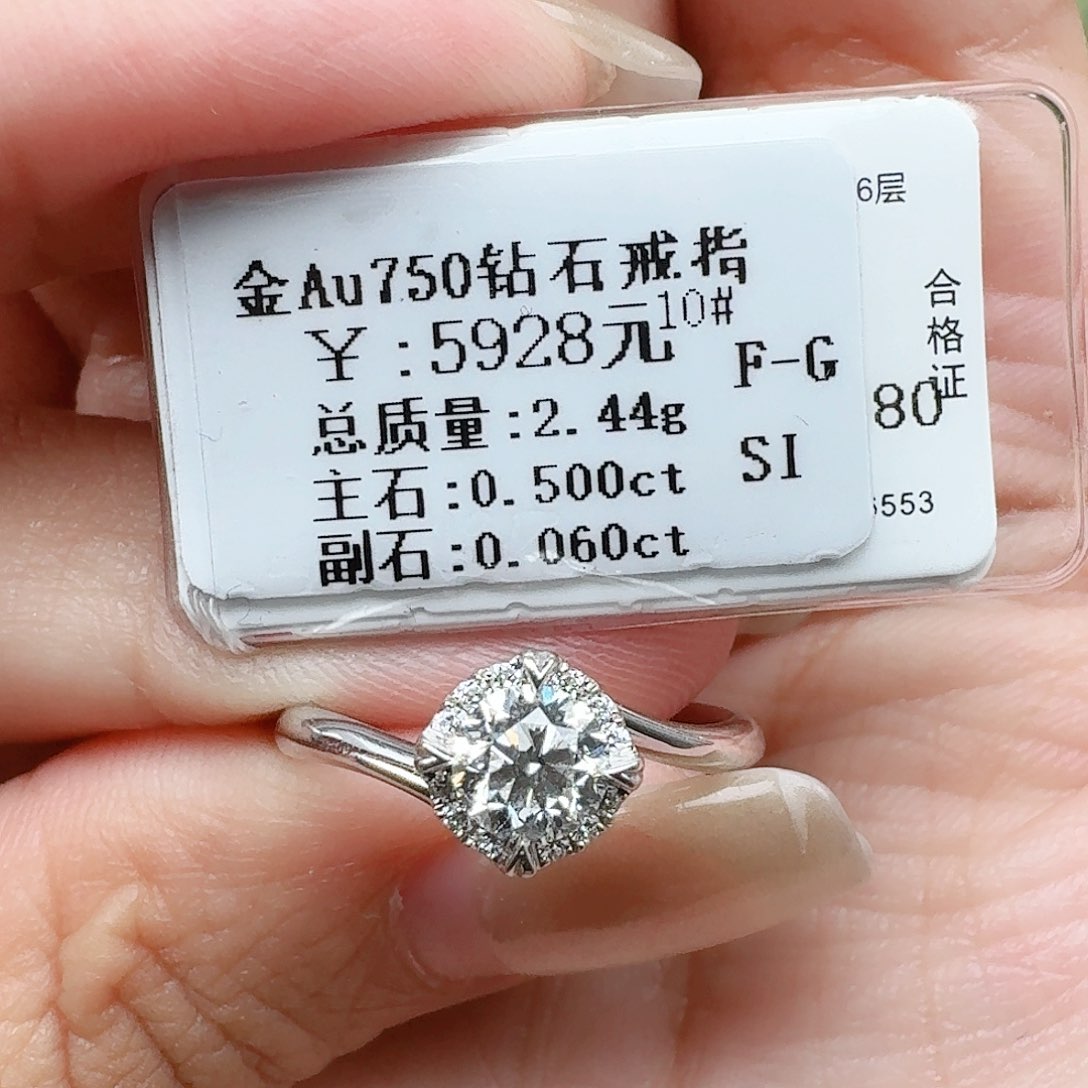 金Au750钻石戒指
10#
¥:5928元
F-G
总质量:2.44g
SI
主石:0.500ct
副石:0.060ct
6层
合格证
80
553